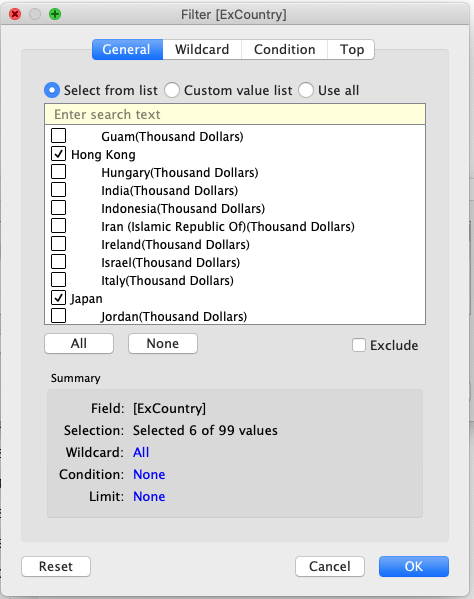 Filter [ExCountry]
General Wildcard Condition Top
Select from list Custom value list Use all
Enter search text
Guam(Thousand Dollars)
Hong Kong
Hungary(Thousand Dollars)
India(Thousand Dollars)
Indonesia(Thousand Dollars)
Iran (Islamic Republic Of)(Thousand Dollars)
Ireland(Thousand Dollars)
Israel(Thousand Dollars)
Italy(Thousand Dollars)
Japan
Jordan(Thousand Dollars)
All None Exclude
Summary
Field: [ExCountry]
Selection: Selected 6 of 99 values
Wildcard: All
Condition: None
Limit: None
Reset Cancel OK